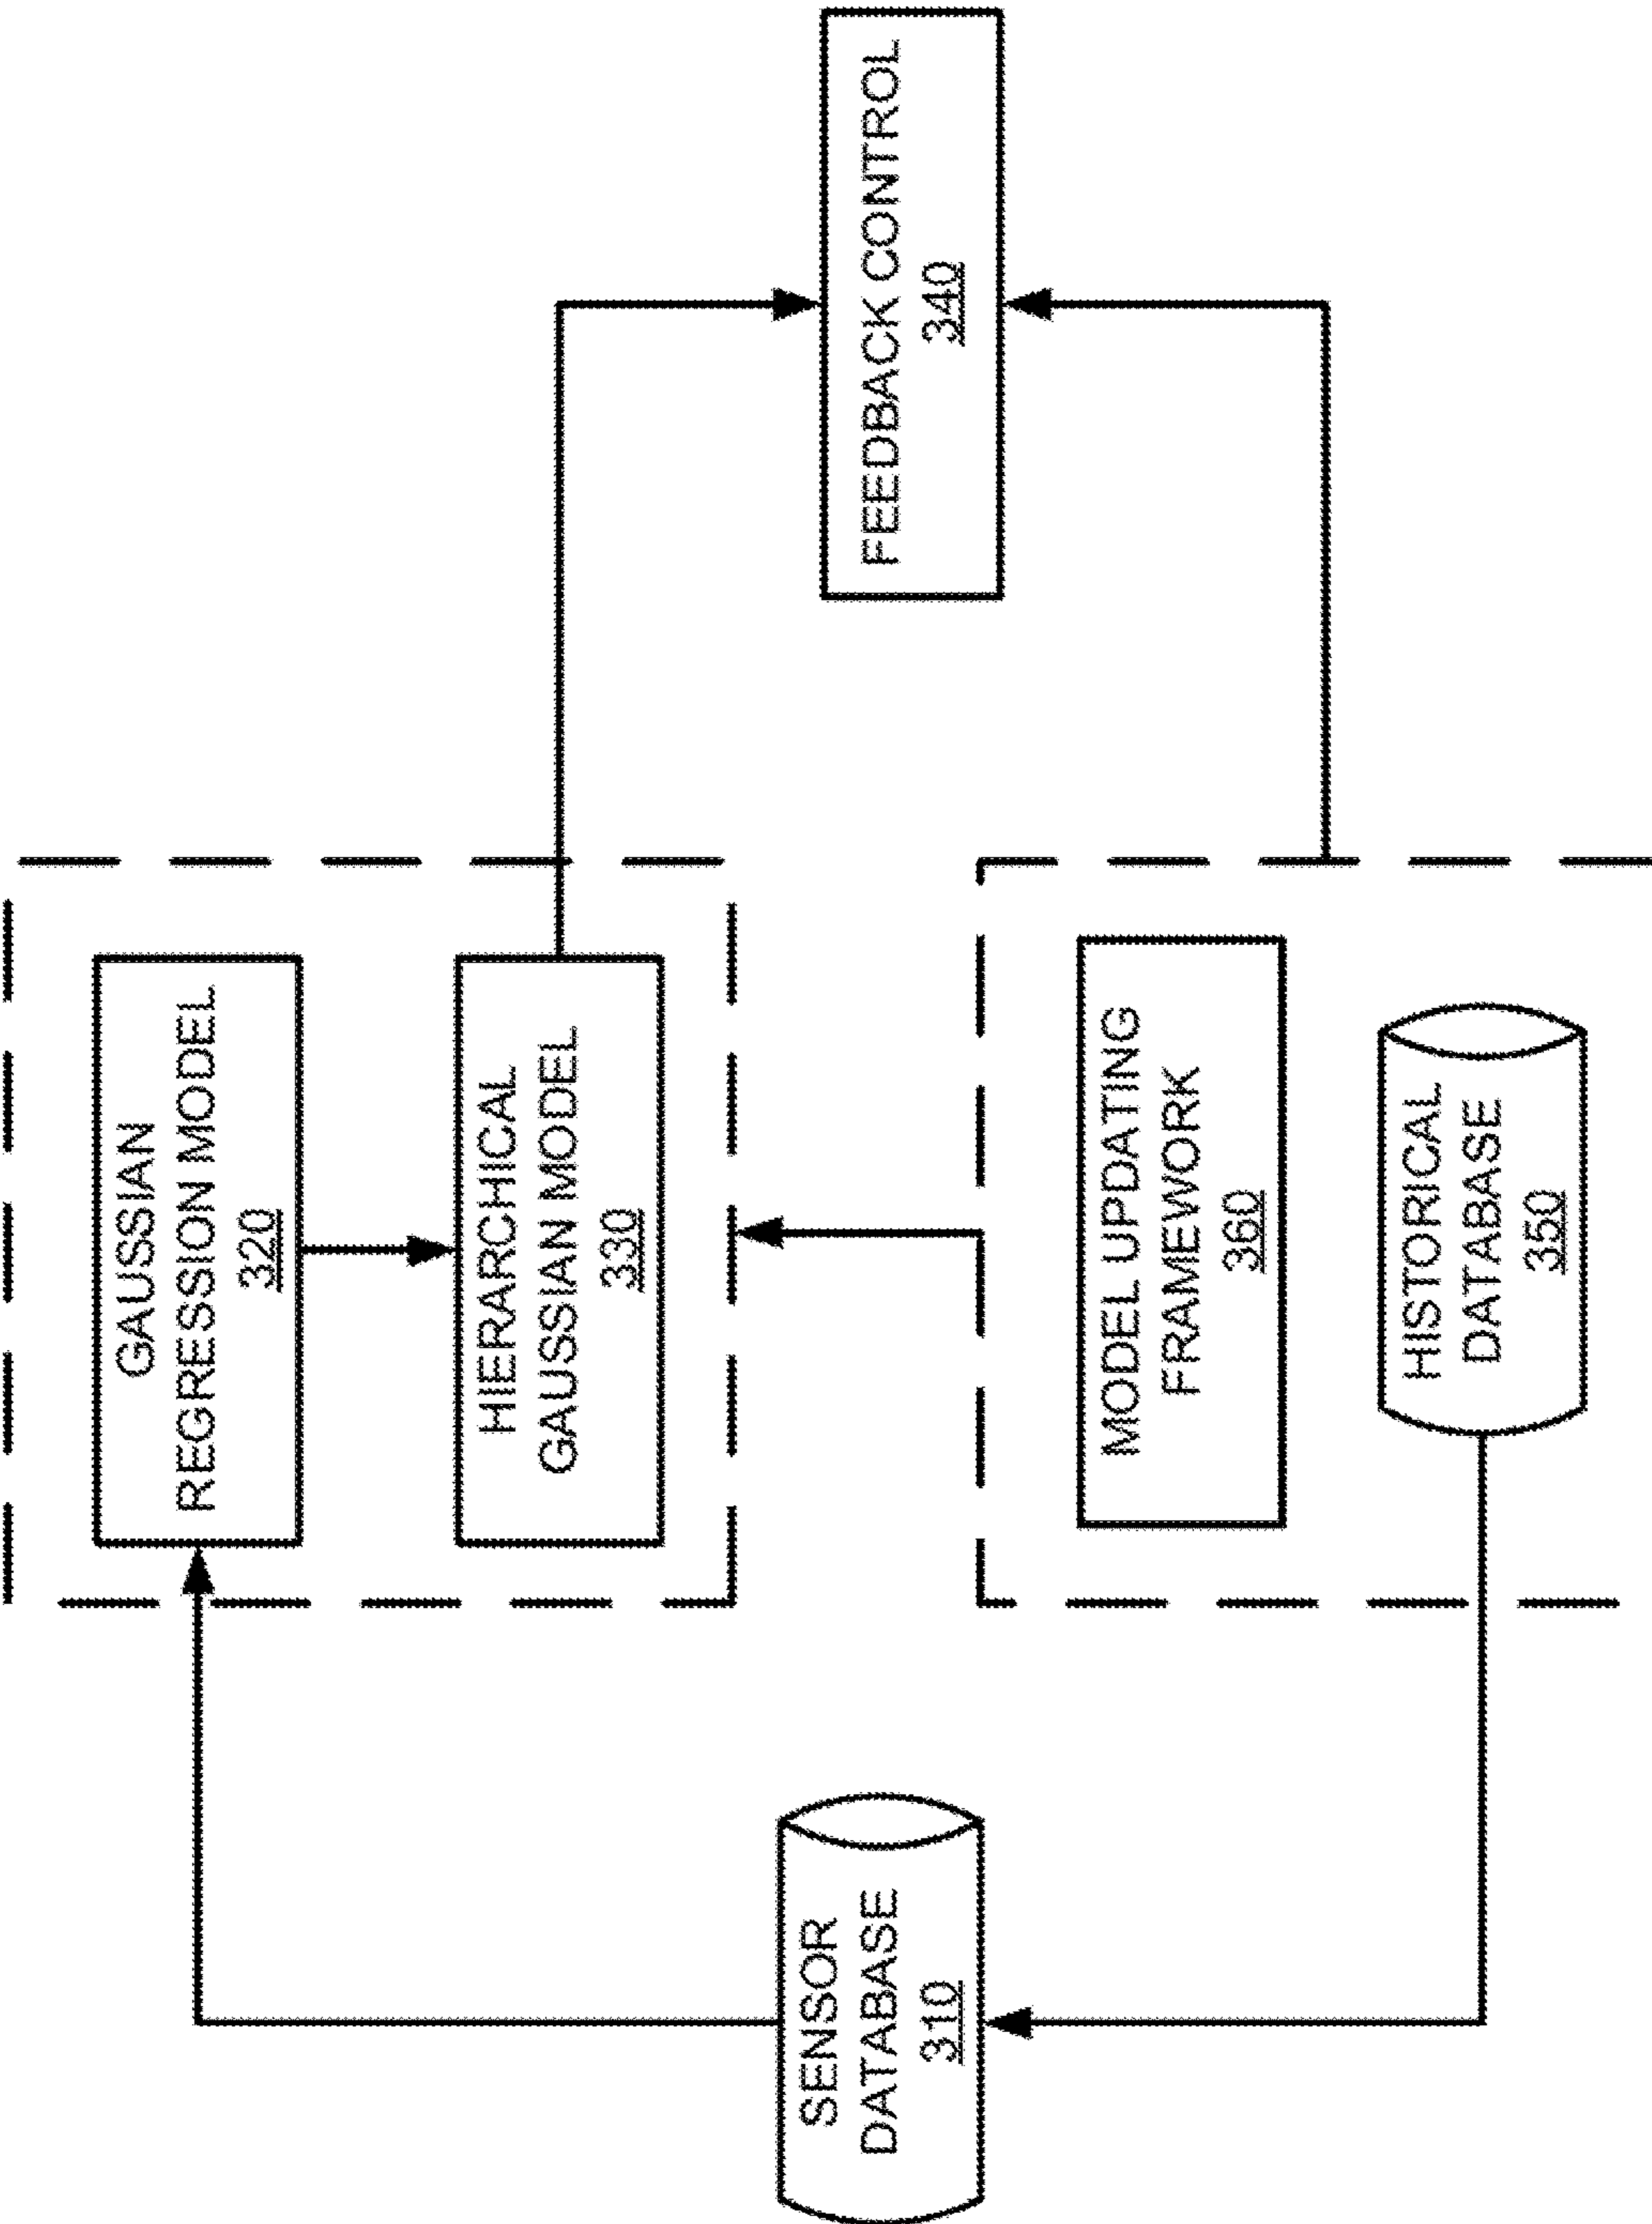 GAUSSIAN
REGRESSION MODEL
320
HIERARCHICAL
GAUSSIAN MODEL
330
SENSOR
DATABASE
310
FEEDBACK CONTROL
340
MODEL UPDATING
FRAMEWORK
360
HISTORICAL
DATABASE
350